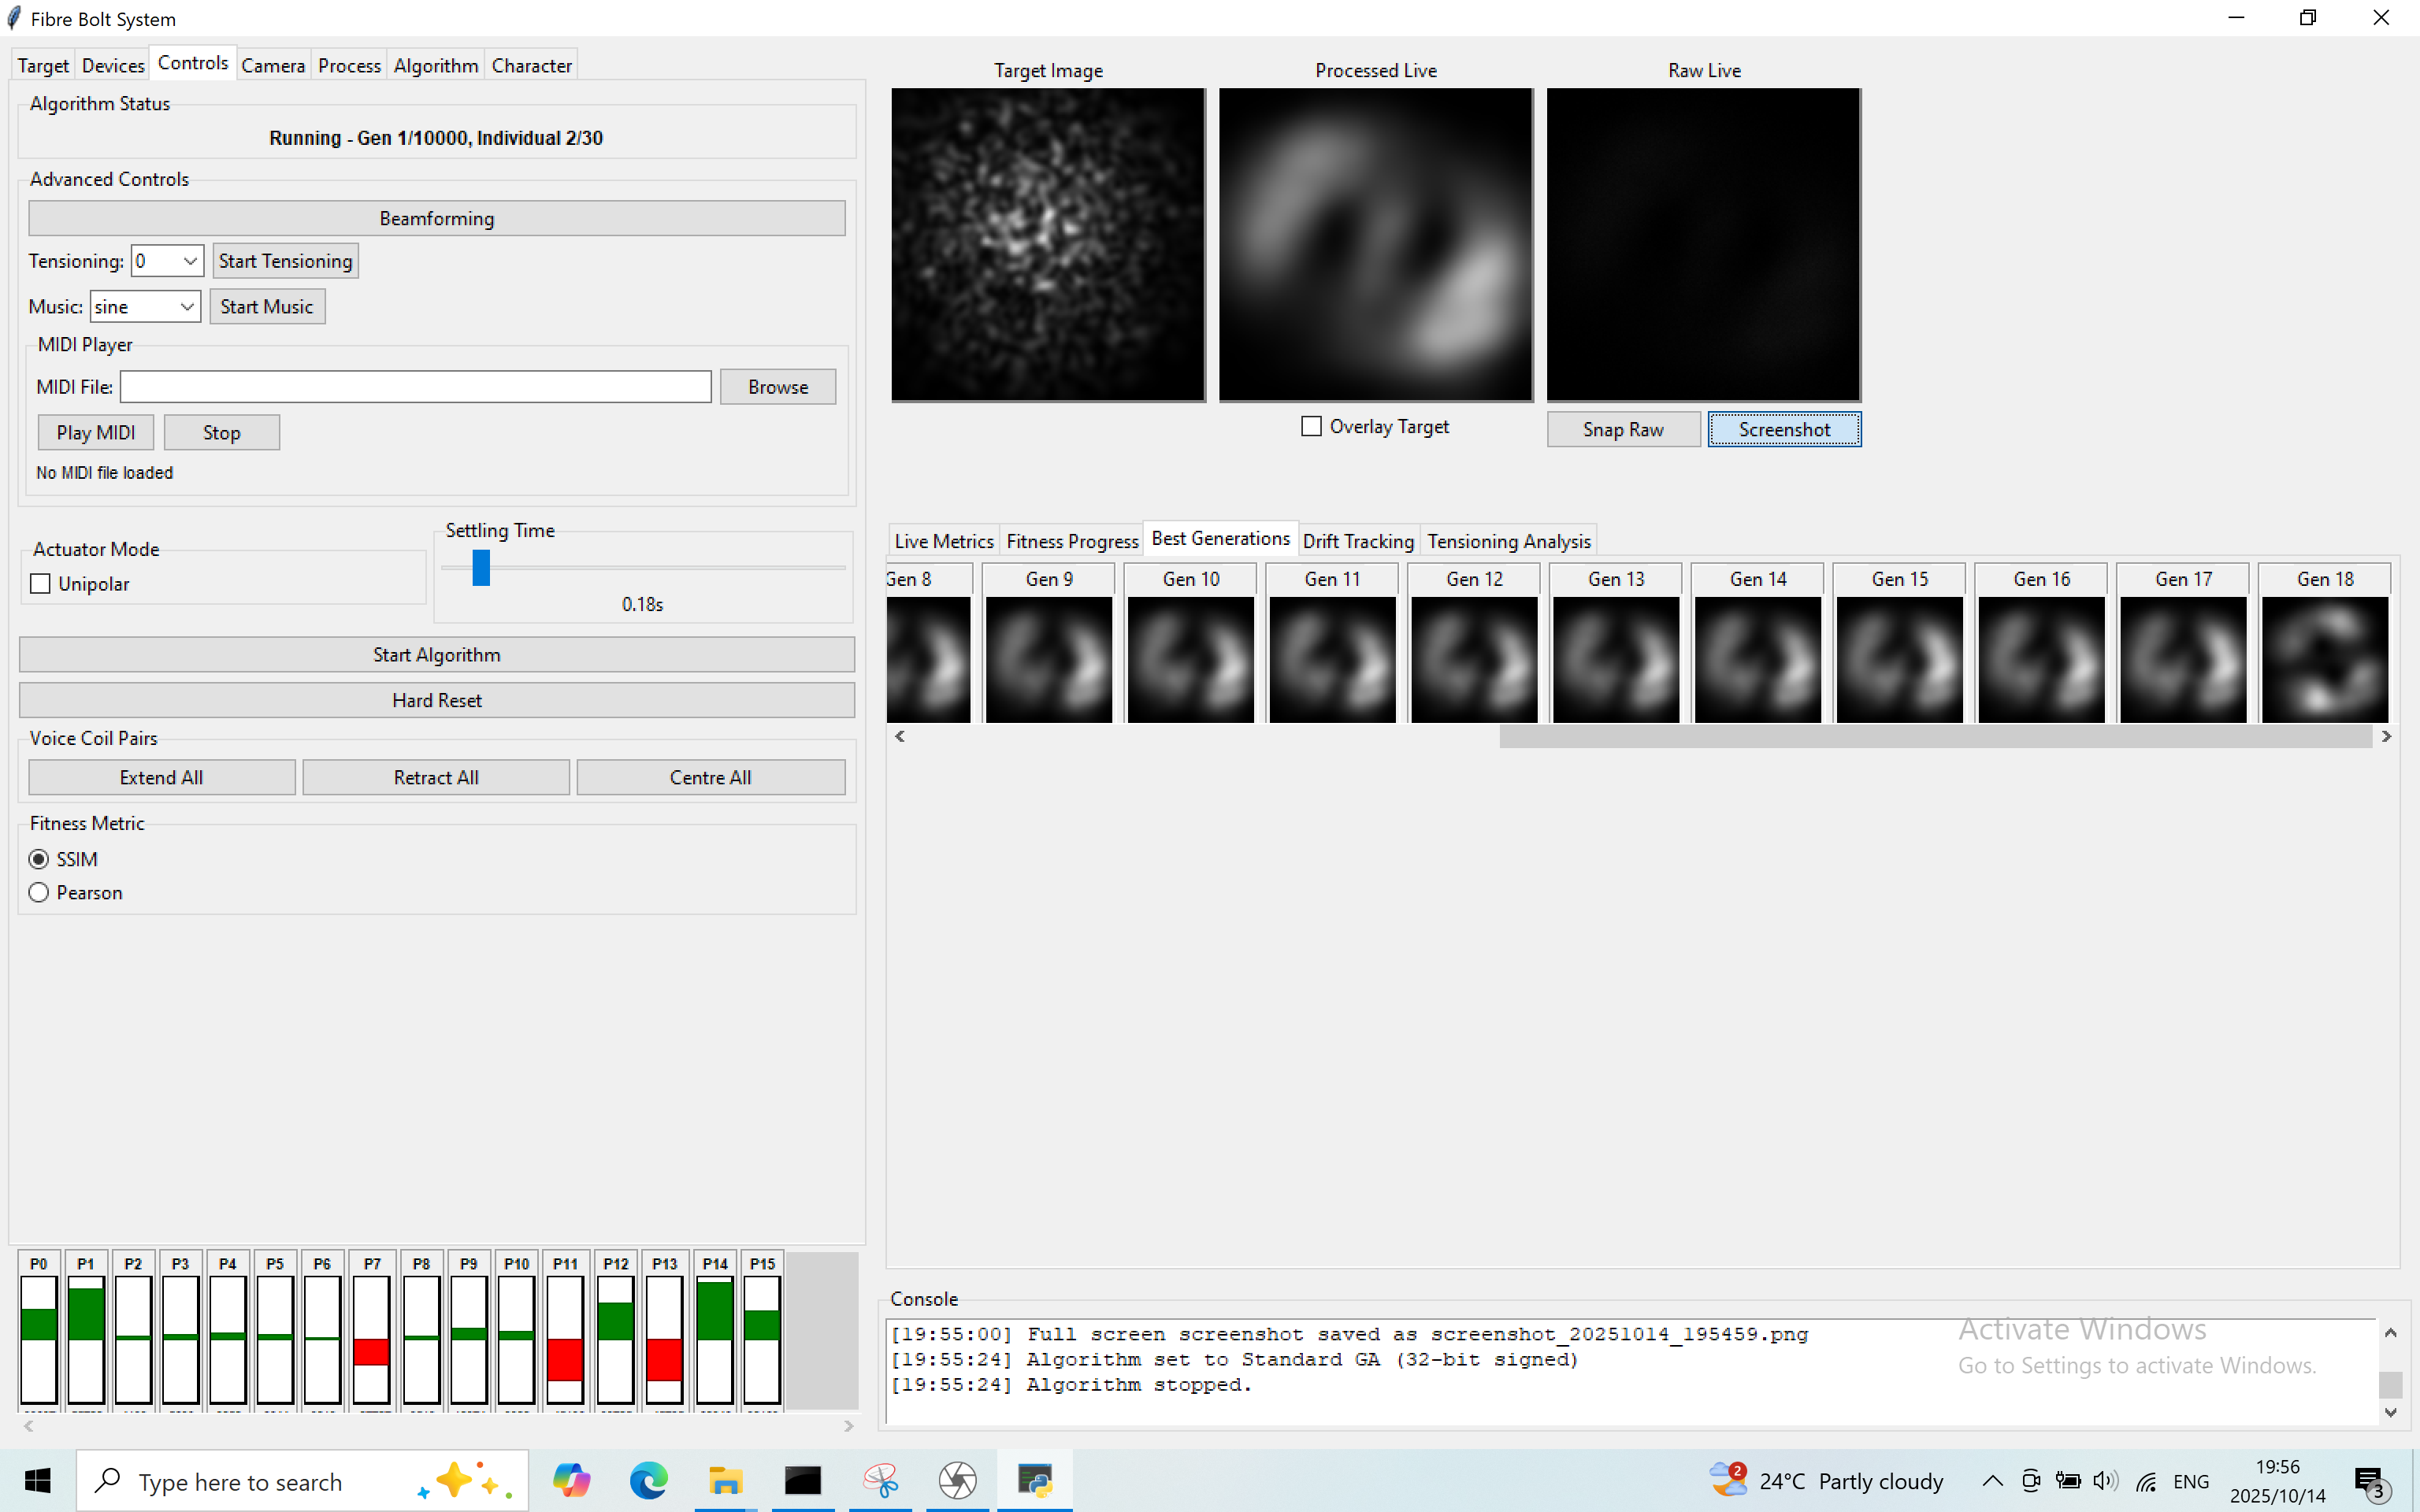 Fibre Bolt System
Target Devices Controls Camera Process Algorithm Character
Algorithm Status
Running - Gen 1/10000, Individual 2/30
Advanced Controls
Beamforming
Tensioning: 0 Start Tensioning
Music: sine Start Music
MIDI Player
MIDI File: Browse
Play MIDI Stop
No MIDI file loaded
Actuator Mode
Unipolar
Settling Time
0.18s
Start Algorithm
Hard Reset
Voice Coil Pairs
Extend All Retract All Centre All
Fitness Metric
SSIM
Pearson
P0 P1 P2 P3 P4 P5 P6 P7 P8 P9 P10 P11 P12 P13 P14 P15
Target Image Processed Live Raw Live
Overlay Target Snap Raw Screenshot
Live Metrics Fitness Progress Best Generations Drift Tracking Tensioning Analysis
Gen 8 Gen 9 Gen 10 Gen 11 Gen 12 Gen 13 Gen 14 Gen 15 Gen 16 Gen 17 Gen 18
Console
[19:55:00] Full screen screenshot saved as screenshot_20251014_195459.png
[19:55:24] Algorithm set to Standard GA (32-bit signed)
[19:55:24] Algorithm stopped.
Activate Windows
Go to Settings to activate Windows.
Type here to search
2
24°C Partly cloudy
ENG
19:56
2025/10/14
3